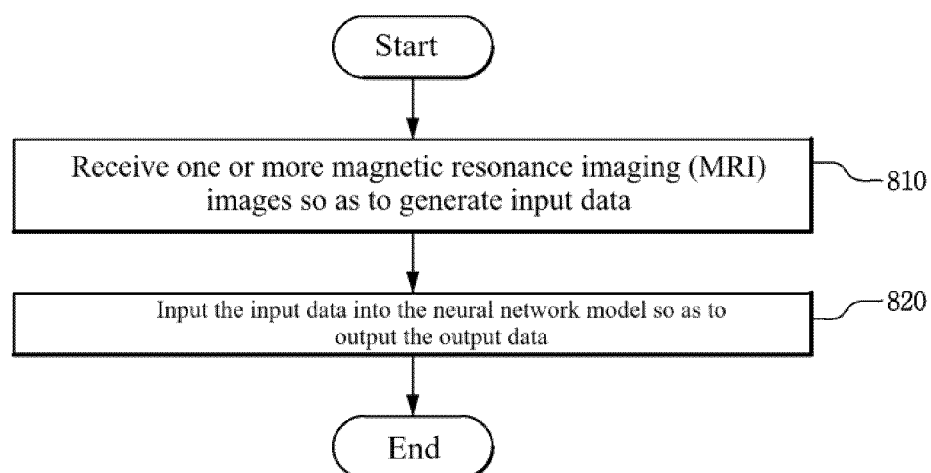 Start
Receive one or more magnetic resonance imaging (MRI)
images so as to generate input data
810
Input the input data into the neural network model so as to
output the output data
820
End